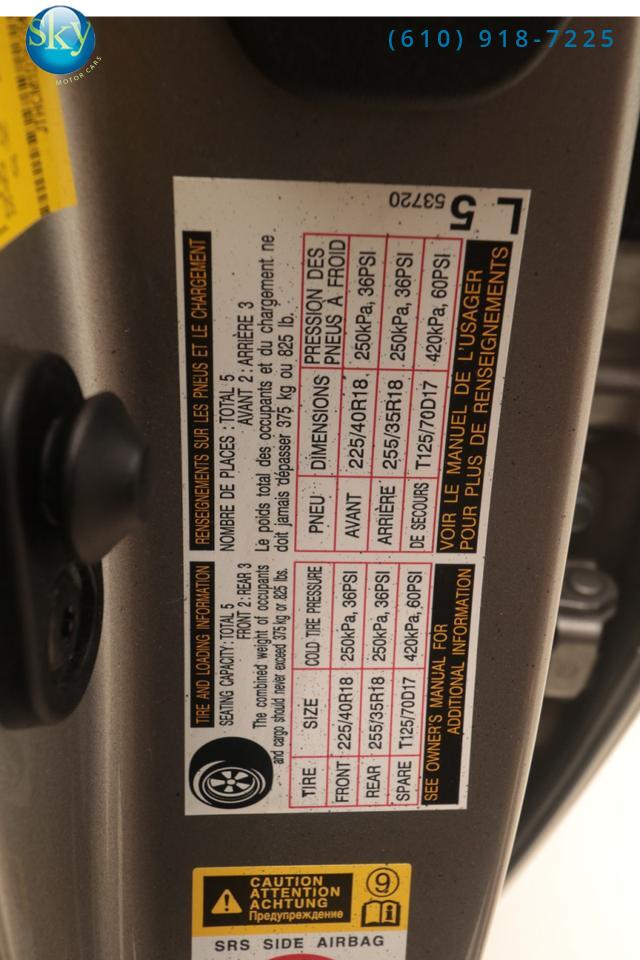 Sky
MOTOR CARS
(610) 918-7225
TIRE AND LOADING INFORMATION
SEATING CAPACITY: TOTAL 5
FRONT 2: REAR 3
The combined weight of occupants
and cargo should never exceed 375 kg or 825 lbs.
TIRE SIZE COLD TIRE PRESSURE
FRONT 225/40R18 250kPa, 36PSI
REAR 255/35R18 250kPa, 36PSI
SPARE T125/70D17 420kPa, 60PSI
SEE OWNER'S MANUAL FOR
ADDITIONAL INFORMATION
RENSEIGNEMENTS SUR LES PNEUS ET LE CHARGEMENT
NOMBRE DE PLACES : TOTAL 5
AVANT 2: ARRIÈRE 3
Le poids total des occupants et du chargement ne
doit jamais dépasser 375 kg ou 825 lb.
PNEU DIMENSIONS PRESSION DES
PNEUS À FROID
AVANT 225/40R18 250kPa, 36PSI
ARRIÈRE 255/35R18 250kPa, 36PSI
DE SECOURS T125/70D17 420kPa, 60PSI
VOIR LE MANUEL DE L'USAGER
POUR PLUS DE RENSEIGNEMENTS
L5
53720
CAUTION
ATTENTION
ACHTUNG
Предупреждение
9
SRS SIDE AIRBAG